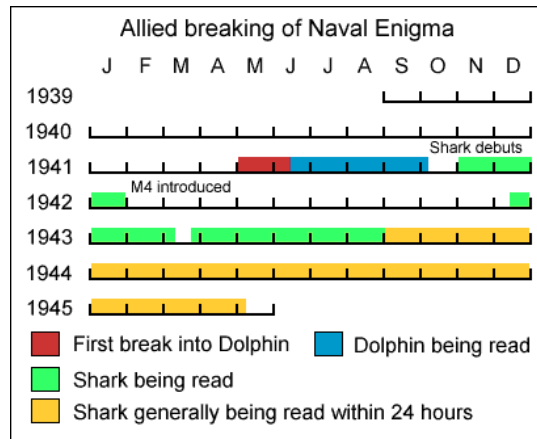 Allied breaking of Naval Enigma
J F M A M J J A S O N D
1939
1940
Shark debuts
1941
M4 introduced
1942
1943
1944
1945
First break into Dolphin Dolphin being read
Shark being read
Shark generally being read within 24 hours